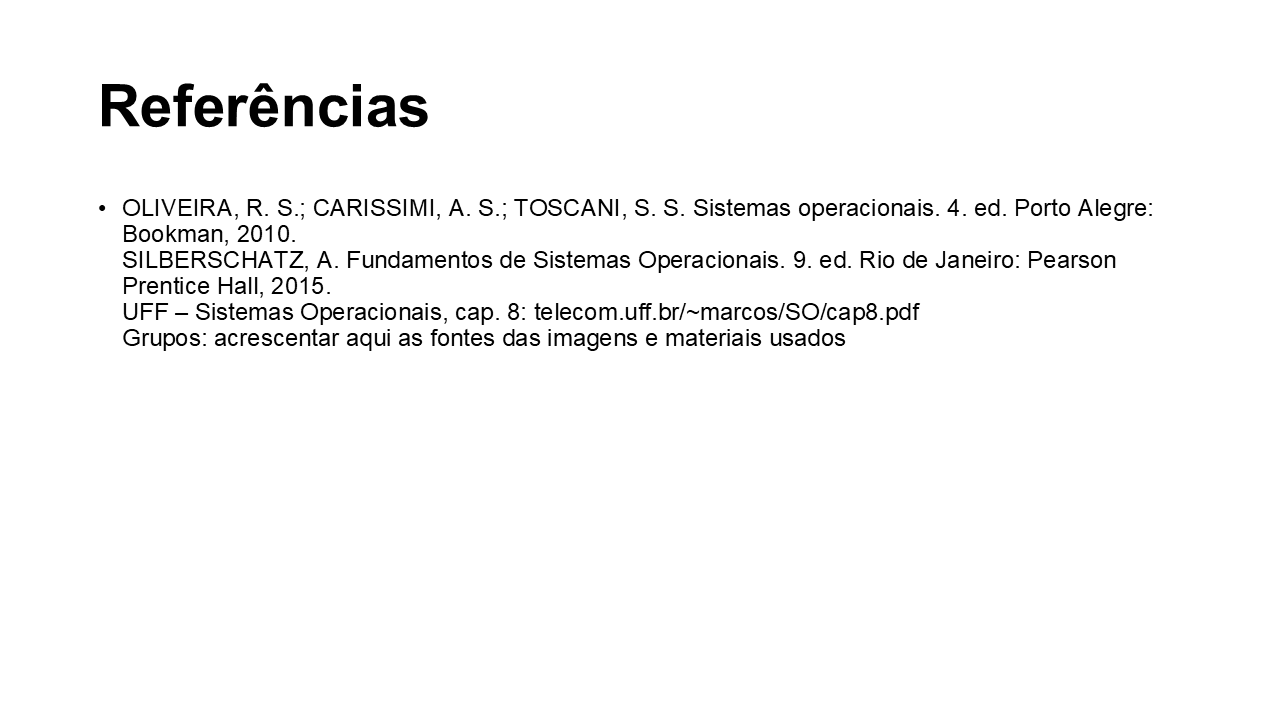 Referências
• OLIVEIRA, R. S.; CARISSIMI, A. S.; TOSCANI, S. S. Sistemas operacionais. 4. ed. Porto Alegre:
Bookman, 2010.
SILBERSCHATZ, A. Fundamentos de Sistemas Operacionais. 9. ed. Rio de Janeiro: Pearson
Prentice Hall, 2015.
UFF – Sistemas Operacionais, cap. 8: telecom.uff.br/~marcos/SO/cap8.pdf
Grupos: acrescentar aqui as fontes das imagens e materiais usados